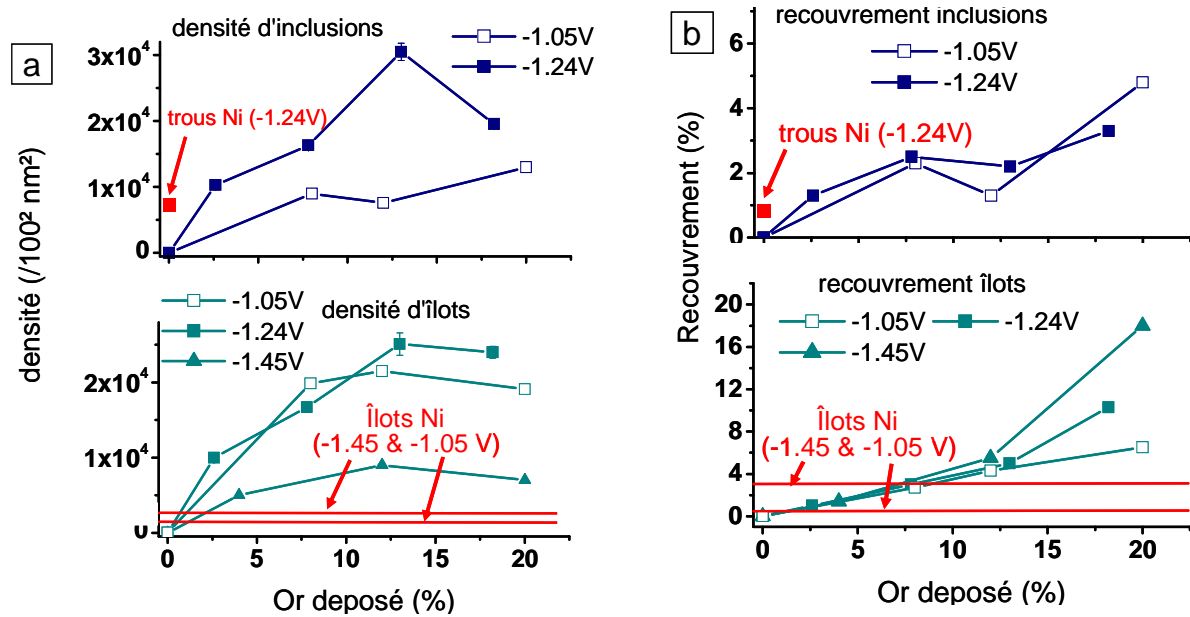 a
densité d'inclusions
-1.05V
-1.24V
3x10⁴
2x10⁴
1x10⁴
0
trous Ni (-1.24V)
densité (/100² nm²)
-1.05V
-1.24V
-1.45V
densité d'îlots
2x10⁴
1x10⁴
0
Îlots Ni
(-1.45 & -1.05 V)
0 5 10 15 20
Or deposé (%)
b
recouvrement inclusions
-1.05V
-1.24V
6
4
2
0
trous Ni (-1.24V)
Recouvrement (%)
recouvrement îlots
-1.05V -1.24V
-1.45V
20
16
12
8
4
0
Îlots Ni
(-1.45 & -1.05 V)
0 5 10 15 20
Or deposé (%)